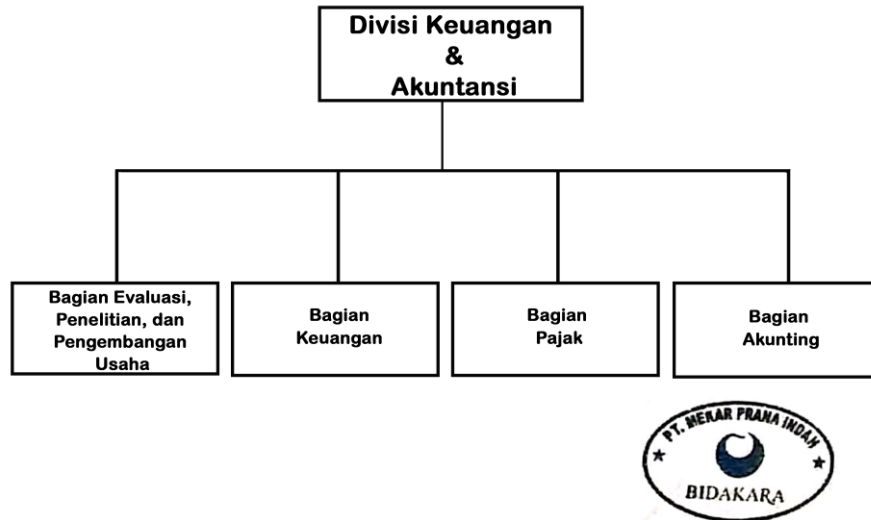 Divisi Keuangan
&
Akuntansi
Bagian Evaluasi,
Penelitian, dan
Pengembangan
Usaha
Bagian
Keuangan
Bagian
Pajak
Bagian
Akunting
★ PT. MEKAR PRANA INDAH ★
BIDAKARA